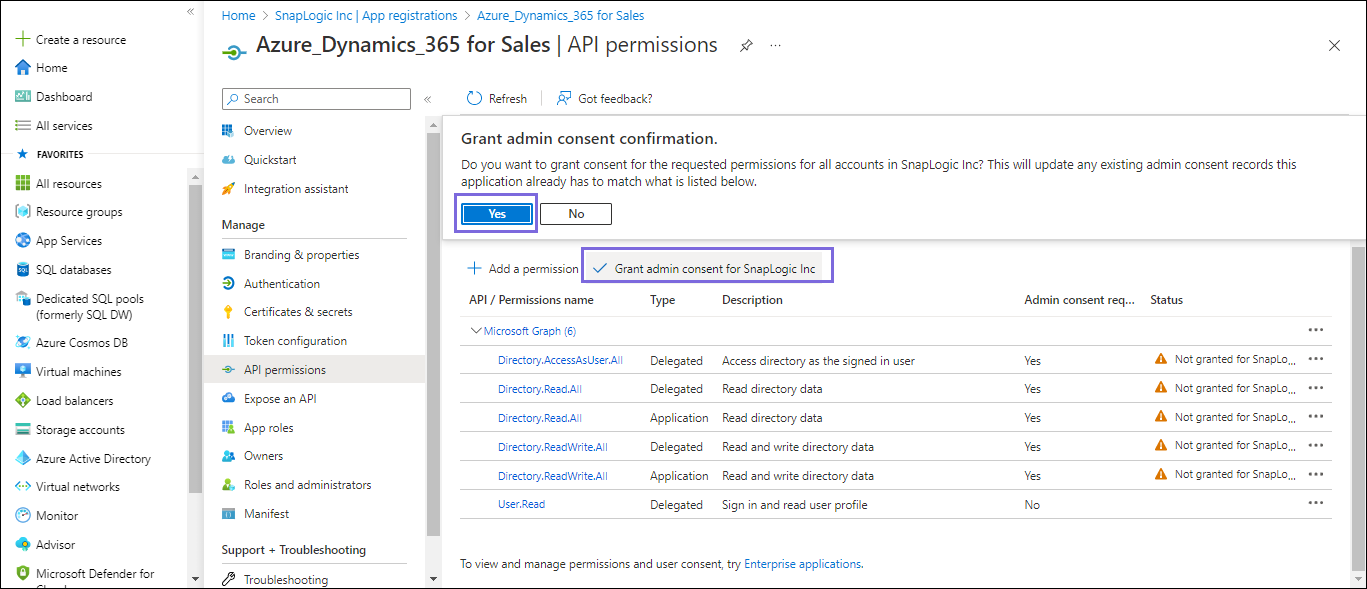 «
Create a resource
Home
Dashboard
All services
FAVORITES
All resources
Resource groups
App Services
SQL databases
Dedicated SQL pools
(formerly SQL DW)
Azure Cosmos DB
Virtual machines
Load balancers
Storage accounts
Azure Active Directory
Virtual networks
Monitor
Advisor
Microsoft Defender for
Home > SnapLogic Inc | App registrations > Azure_Dynamics_365 for Sales
Azure_Dynamics_365 for Sales | API permissions ...
Search «
Overview
Quickstart
Integration assistant
Manage
Branding & properties
Authentication
Certificates & secrets
Token configuration
API permissions
Expose an API
App roles
Owners
Roles and administrators
Manifest
Support + Troubleshooting
Troubleshooting
Refresh Got feedback?
Grant admin consent confirmation.
Do you want to grant consent for the requested permissions for all accounts in SnapLogic Inc? This will update any existing admin consent records this
application already has to match what is listed below.
Yes No
Add a permission Grant admin consent for SnapLogic Inc
API / Permissions name Type Description Admin consent req... Status
Microsoft Graph (6) ...
Directory.AccessAsUser.All Delegated Access directory as the signed in user Yes Not granted for SnapLo... ...
Directory.Read.All Delegated Read directory data Yes Not granted for SnapLo... ...
Directory.Read.All Application Read directory data Yes Not granted for SnapLo... ...
Directory.ReadWrite.All Delegated Read and write directory data Yes Not granted for SnapLo... ...
Directory.ReadWrite.All Application Read and write directory data Yes Not granted for SnapLo... ...
User.Read Delegated Sign in and read user profile No ...
To view and manage permissions and user consent, try Enterprise applications.